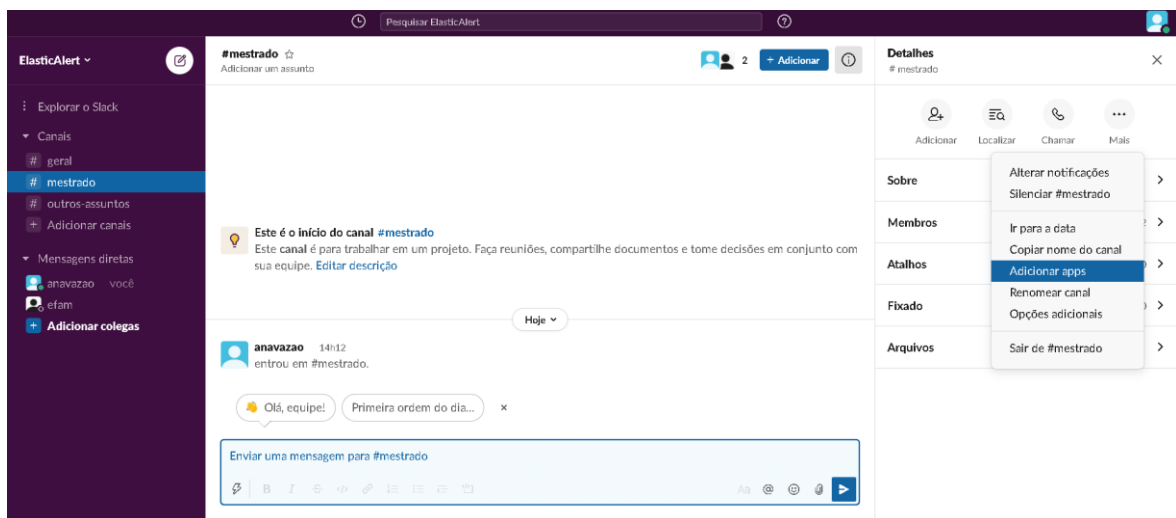 Pesquisar ElasticAlert
ElasticAlert
Explorar o Slack
Canais
# geral
# mestrado
# outros-assuntos
+ Adicionar canais
Mensagens diretas
anavazao você
efam
+ Adicionar colegas
#mestrado
Adicionar um assunto
2
+ Adicionar
Este é o início do canal #mestrado
Este canal é para trabalhar em um projeto. Faça reuniões, compartilhe documentos e tome decisões em conjunto com
sua equipe. Editar descrição
Hoje
anavazao 14h12
entrou em #mestrado.
👋 Olá, equipe!
Primeira ordem do dia...
Enviar uma mensagem para #mestrado
B I S </>
Aa @
Detalhes
# mestrado
Adicionar Localizar Chamar Mais
Sobre
Membros
Atalhos
Fixado
Arquivos
Alterar notificações
Silenciar #mestrado
Ir para a data
Copiar nome do canal
Adicionar apps
Renomear canal
Opções adicionais
Sair de #mestrado